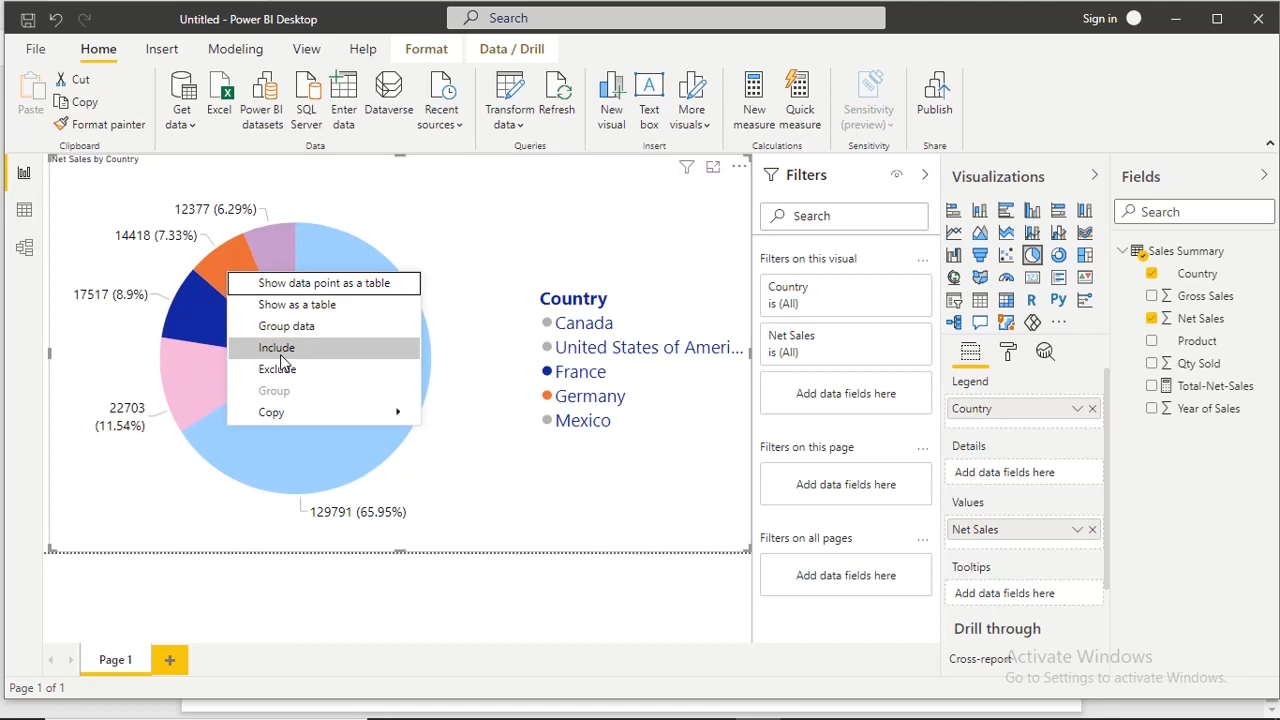 Untitled - Power BI Desktop
Search
Sign in
File
Home
Insert
Modeling
View
Help
Format
Data / Drill
Paste
Cut
Copy
Format painter
Clipboard
Get data
Excel
Power BI datasets
SQL Server
Enter data
Dataverse
Recent sources
Data
Transform data
Refresh
Queries
New visual
Text box
More visuals
Insert
New measure
Quick measure
Calculations
Sensitivity (preview)
Sensitivity
Publish
Share
Net Sales by Country
12377 (6.29%)
14418 (7.33%)
17517 (8.9%)
22703
(11.54%)
129791 (65.95%)
Show data point as a table
Show as a table
Group data
Include
Exclude
Group
Copy
Country
Canada
United States of Ameri...
France
Germany
Mexico
Filters
Search
Filters on this visual
Country
is (All)
Net Sales
is (All)
Add data fields here
Filters on this page
Add data fields here
Filters on all pages
Add data fields here
Visualizations
R
Py
123
Legend
Country
Details
Add data fields here
Values
Net Sales
Tooltips
Add data fields here
Drill through
Cross-report
Fields
Search
Sales Summary
Country
Gross Sales
Net Sales
Product
Qty Sold
Total-Net-Sales
Year of Sales
Activate Windows
Go to Settings to activate Windows.
Page 1
Page 1 of 1